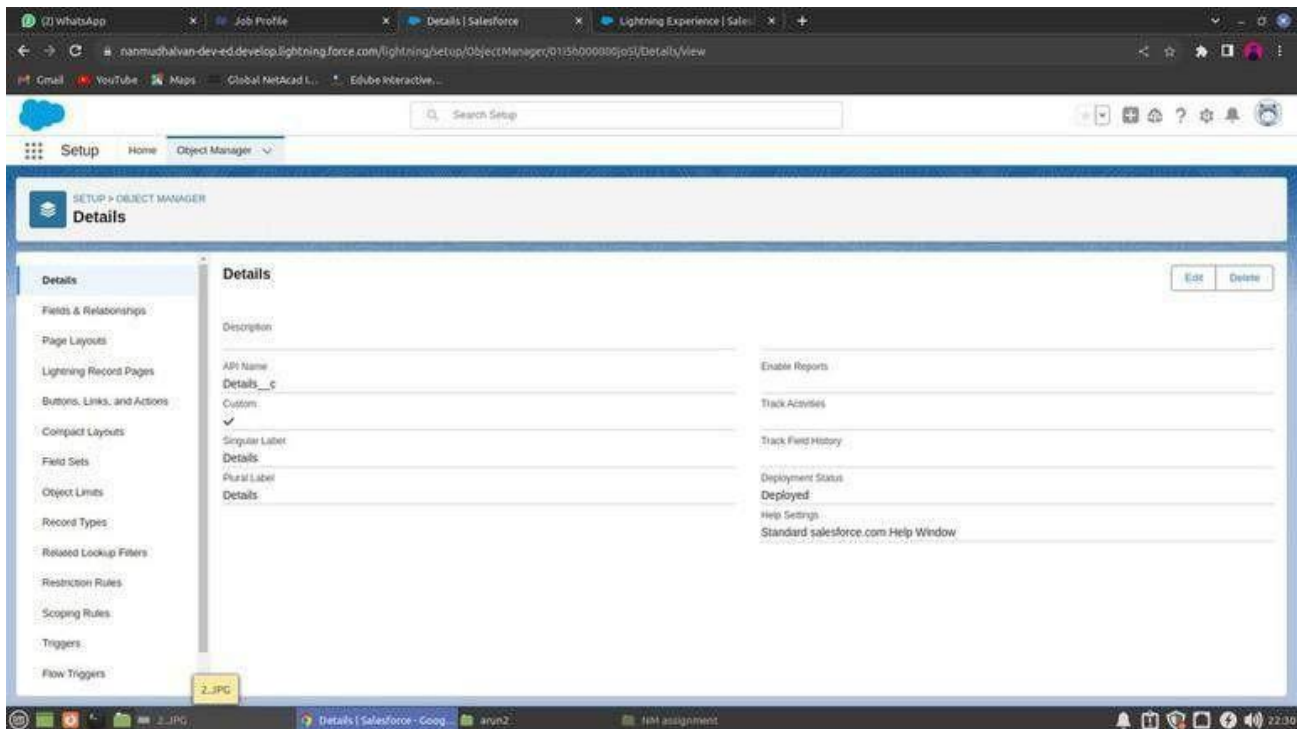 (2) WhatsApp
Job Profile
Details | Salesforce
Lightning Experience | Sales
nanmudhalvan-dev-ed.develop.lightning.force.com/lightning/setup/ObjectManager/
/Details/view
Gmail YouTube Maps Global NetAcad L... Edube Interactive...
Search Setup
Setup Home Object Manager
SETUP > OBJECT MANAGER
Details
Details
Fields & Relationships
Page Layouts
Lightning Record Pages
Buttons, Links, and Actions
Compact Layouts
Field Sets
Object Limits
Record Types
Related Lookup Filters
Restriction Rules
Scoping Rules
Triggers
Flow Triggers
Details
Edit Delete
Description
API Name
Details__c
Custom
Singular Label
Details
Plural Label
Details
Enable Reports
Track Activities
Track Field History
Deployment Status
Deployed
Help Settings
Standard salesforce.com Help Window
2..JPG
2..JPG
Details | Salesforce - Goog...
arun2
NM assignment
22:30